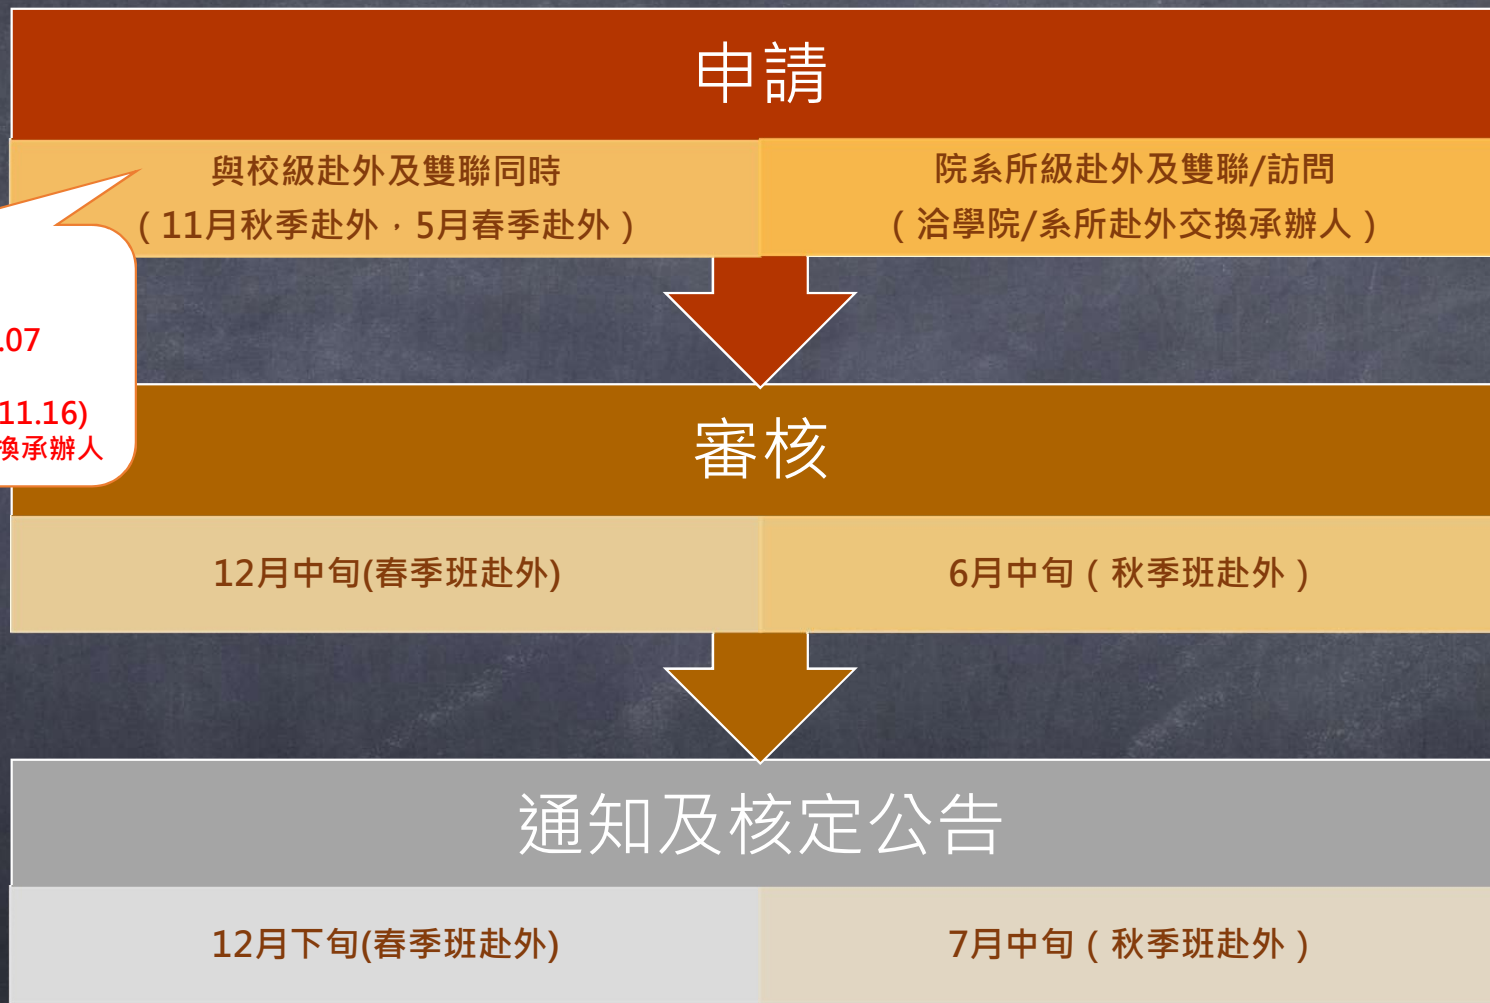 申請
與校級赴外及雙聯同時
（11月秋季赴外，5月春季赴外）
院系所級赴外及雙聯/訪問
（洽學院/系所赴外交換承辦人）
.07
11.16)
換承辦人
審核
12月中旬(春季班赴外)
6月中旬（秋季班赴外）
通知及核定公告
12月下旬(春季班赴外)
7月中旬（秋季班赴外）